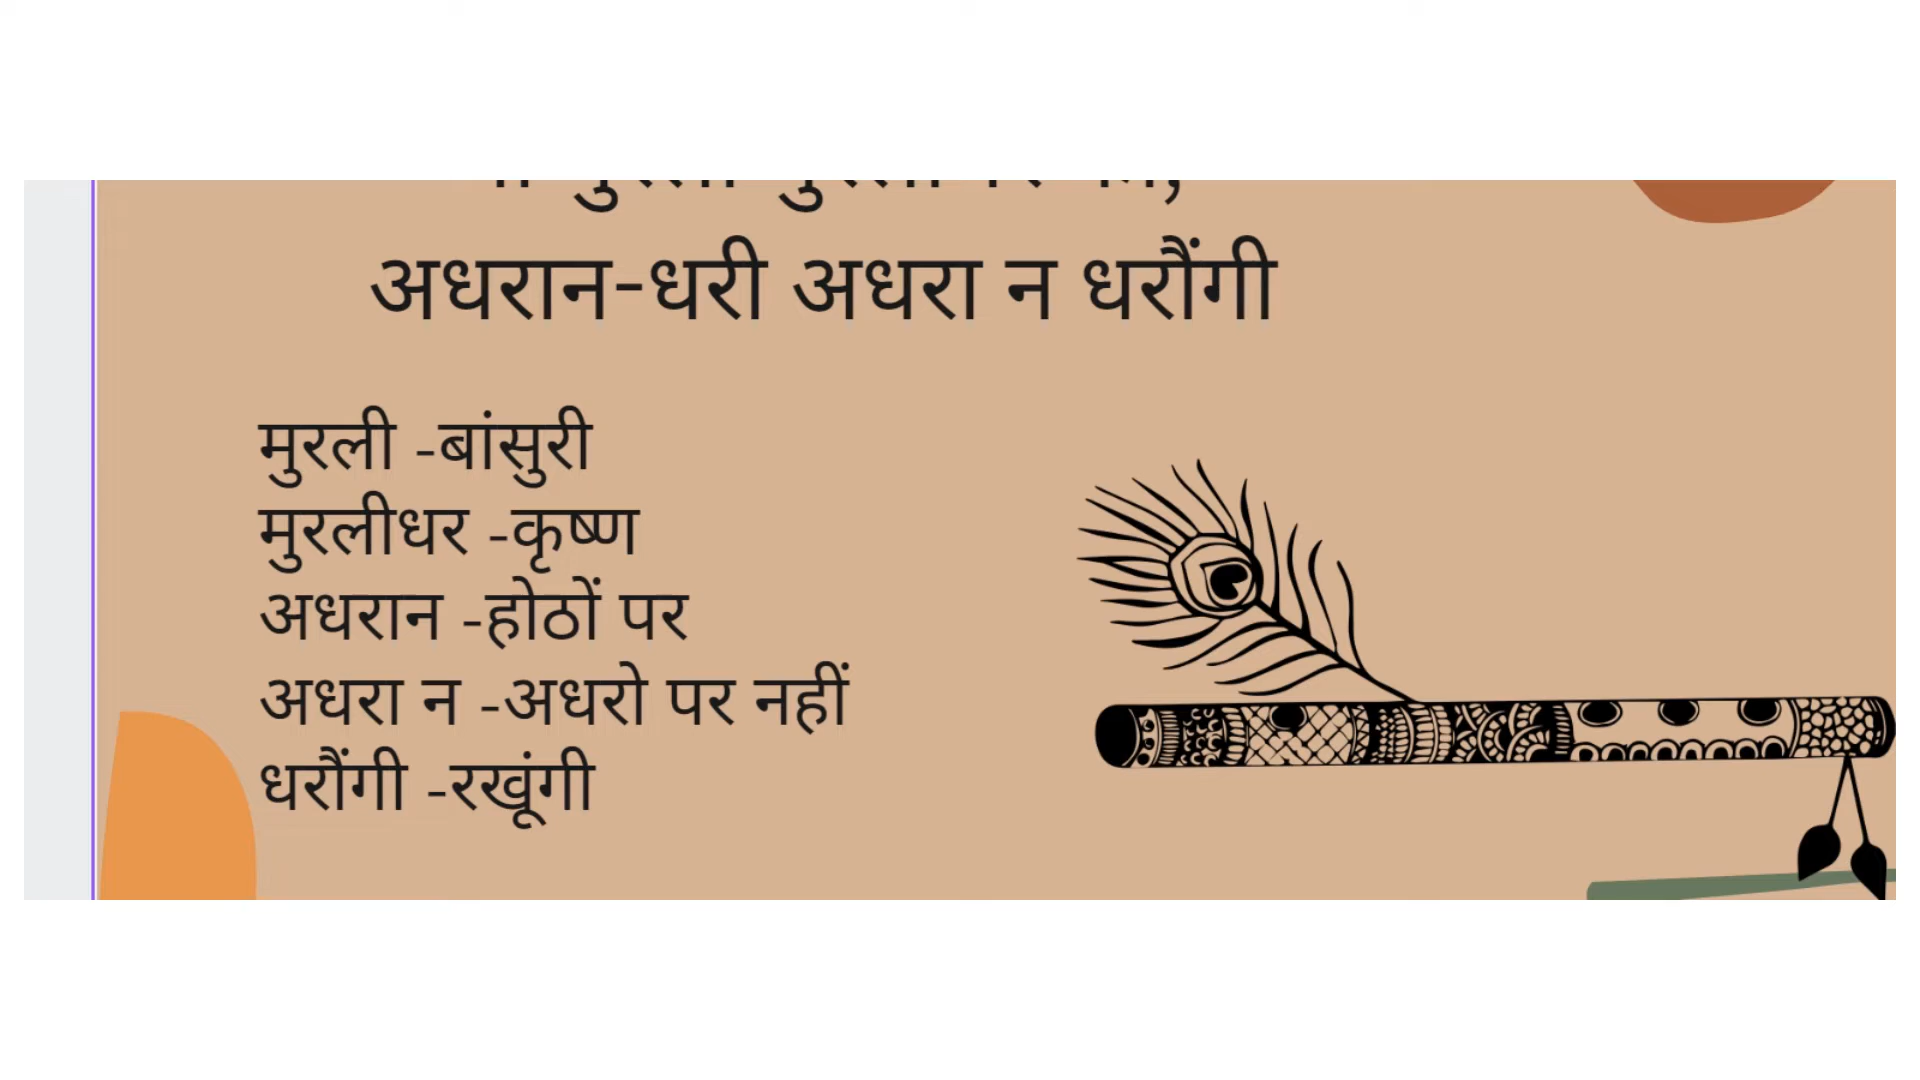 अधरान-धरी अधरा न धरौंगी
मुरली -बांसुरी
मुरलीधर -कृष्ण
अधरान -होठों पर
अधरा न -अधरो पर नहीं
धरौंगी -रखूंगी